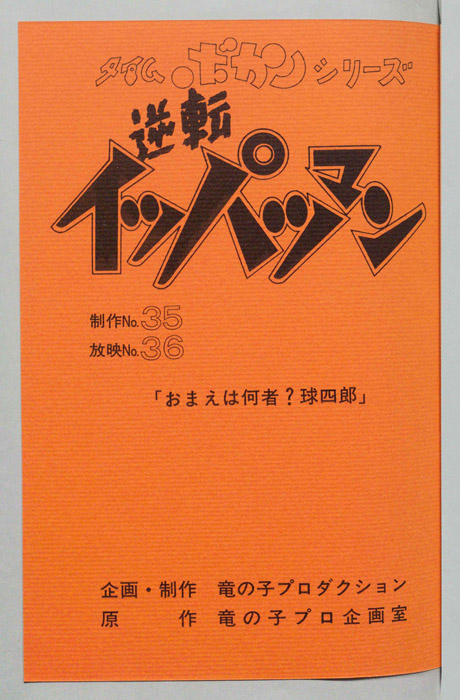 タイムボカンシリーズ
逆転
イッパツマン
制作No.35
放映No.36
「おまえは何者？球四郎」
企画・制作　竜の子プロダクション
原　　作　竜の子プロ企画室